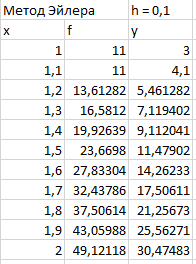 Метод Эйлера h = 0,1
x f y
1 11 3
1,1 11 4,1
1,2 13,61282 5,461282
1,3 16,5812 7,119402
1,4 19,92639 9,112041
1,5 23,6698 11,47902
1,6 27,83304 14,26233
1,7 32,43786 17,50611
1,8 37,50614 21,25673
1,9 43,05988 25,56271
2 49,12118 30,47483